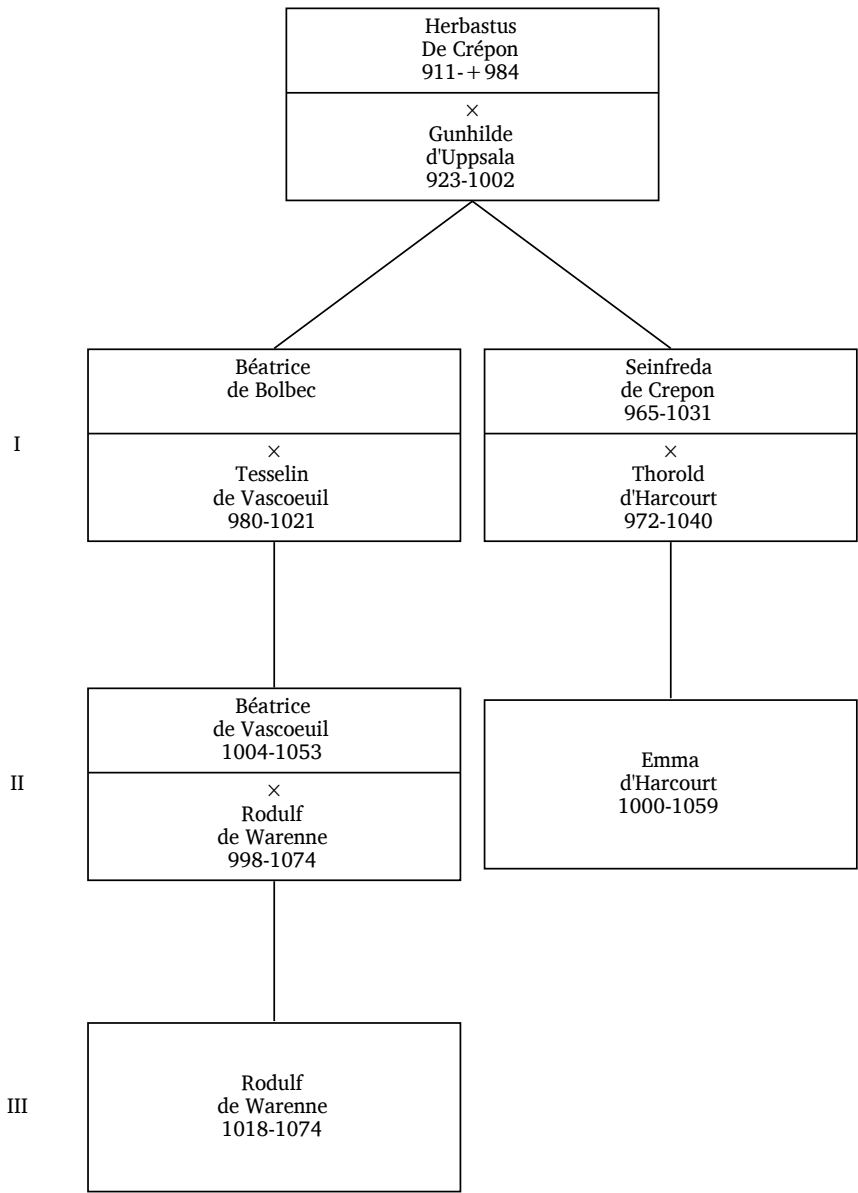 Herbastus
De Crépon
911-+984
×
Gunhilde
d'Uppsala
923-1002
I
Béatrice
de Bolbec
×
Tesselin
de Vascoeuil
980-1021
Seinfreda
de Crepon
965-1031
×
Thorold
d'Harcourt
972-1040
II
Béatrice
de Vascoeuil
1004-1053
×
Rodulf
de Warenne
998-1074
Emma
d'Harcourt
1000-1059
III
Rodulf
de Warenne
1018-1074